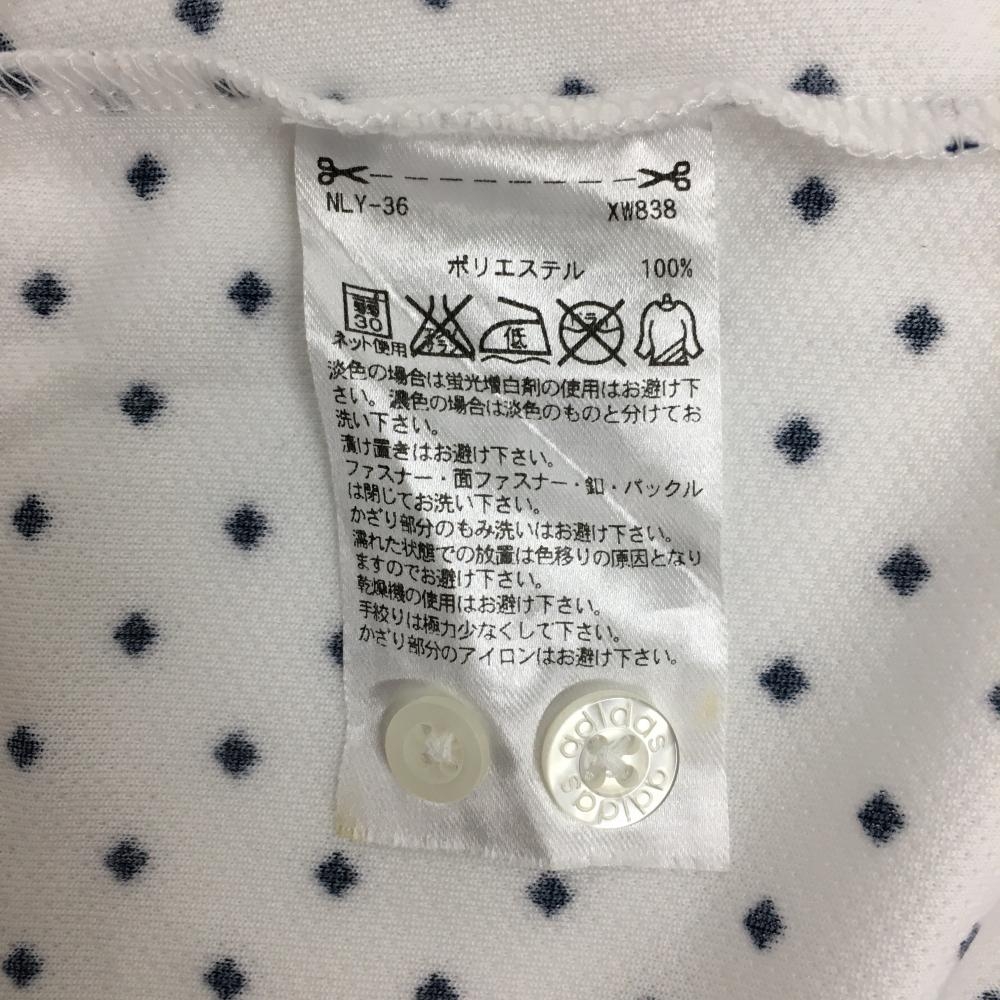 NLY-36 XW838
ポリエステル 100%
弱 30 低
ネット使用
淡色の場合は蛍光増白剤の使用はお避け下
さい。濃色の場合は淡色のものと分けてお
洗い下さい。
漬け置きはお避け下さい。
ファスナー・面ファスナー・釦・バックル
は閉じてお洗い下さい。
かざり部分のもみ洗いはお避け下さい。
濡れた状態での放置は色移りの原因となり
ますのでお避け下さい。
乾燥機の使用はお避け下さい。
手絞りは極力少なくして下さい。
かざり部分のアイロンはお避け下さい。
adidas
adidas